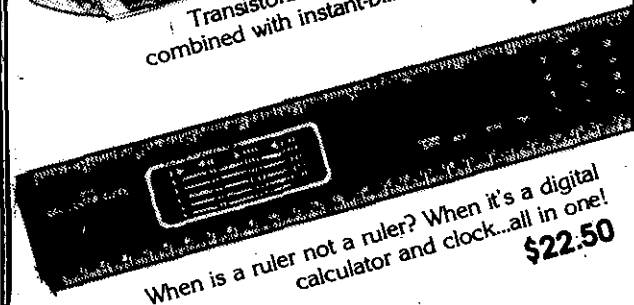 Transistor
combined with instant-
When is a ruler not a ruler? When it's a digital
calculator and clock...all in one!
$22.50